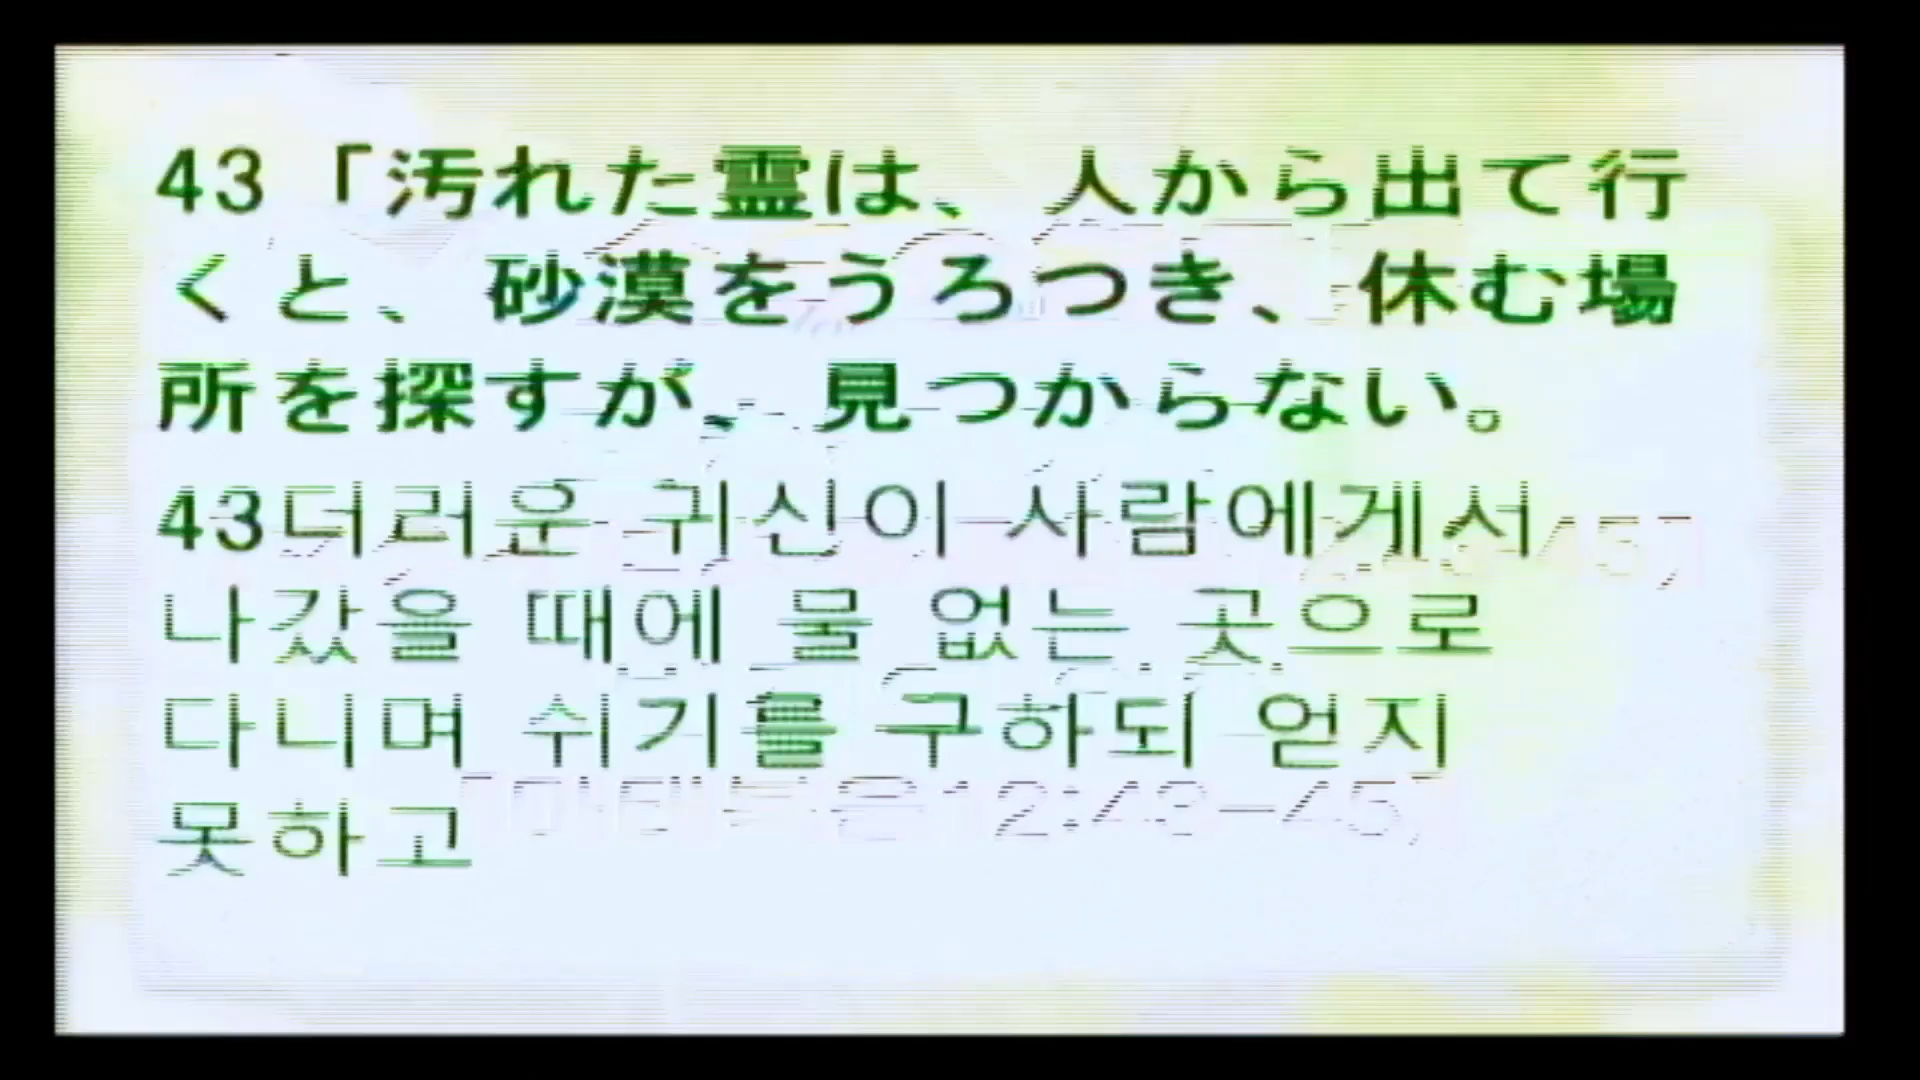 43「汚れた霊は、人から出て行
くと、砂漠をうろつき、休む場
所を探すが、見つからない。
43더러운 귀신이 사람에게서
나갔을 때에 물 없는 곳으로
다니며 쉬기를 구하되 얻지
못하고
12:43-45」